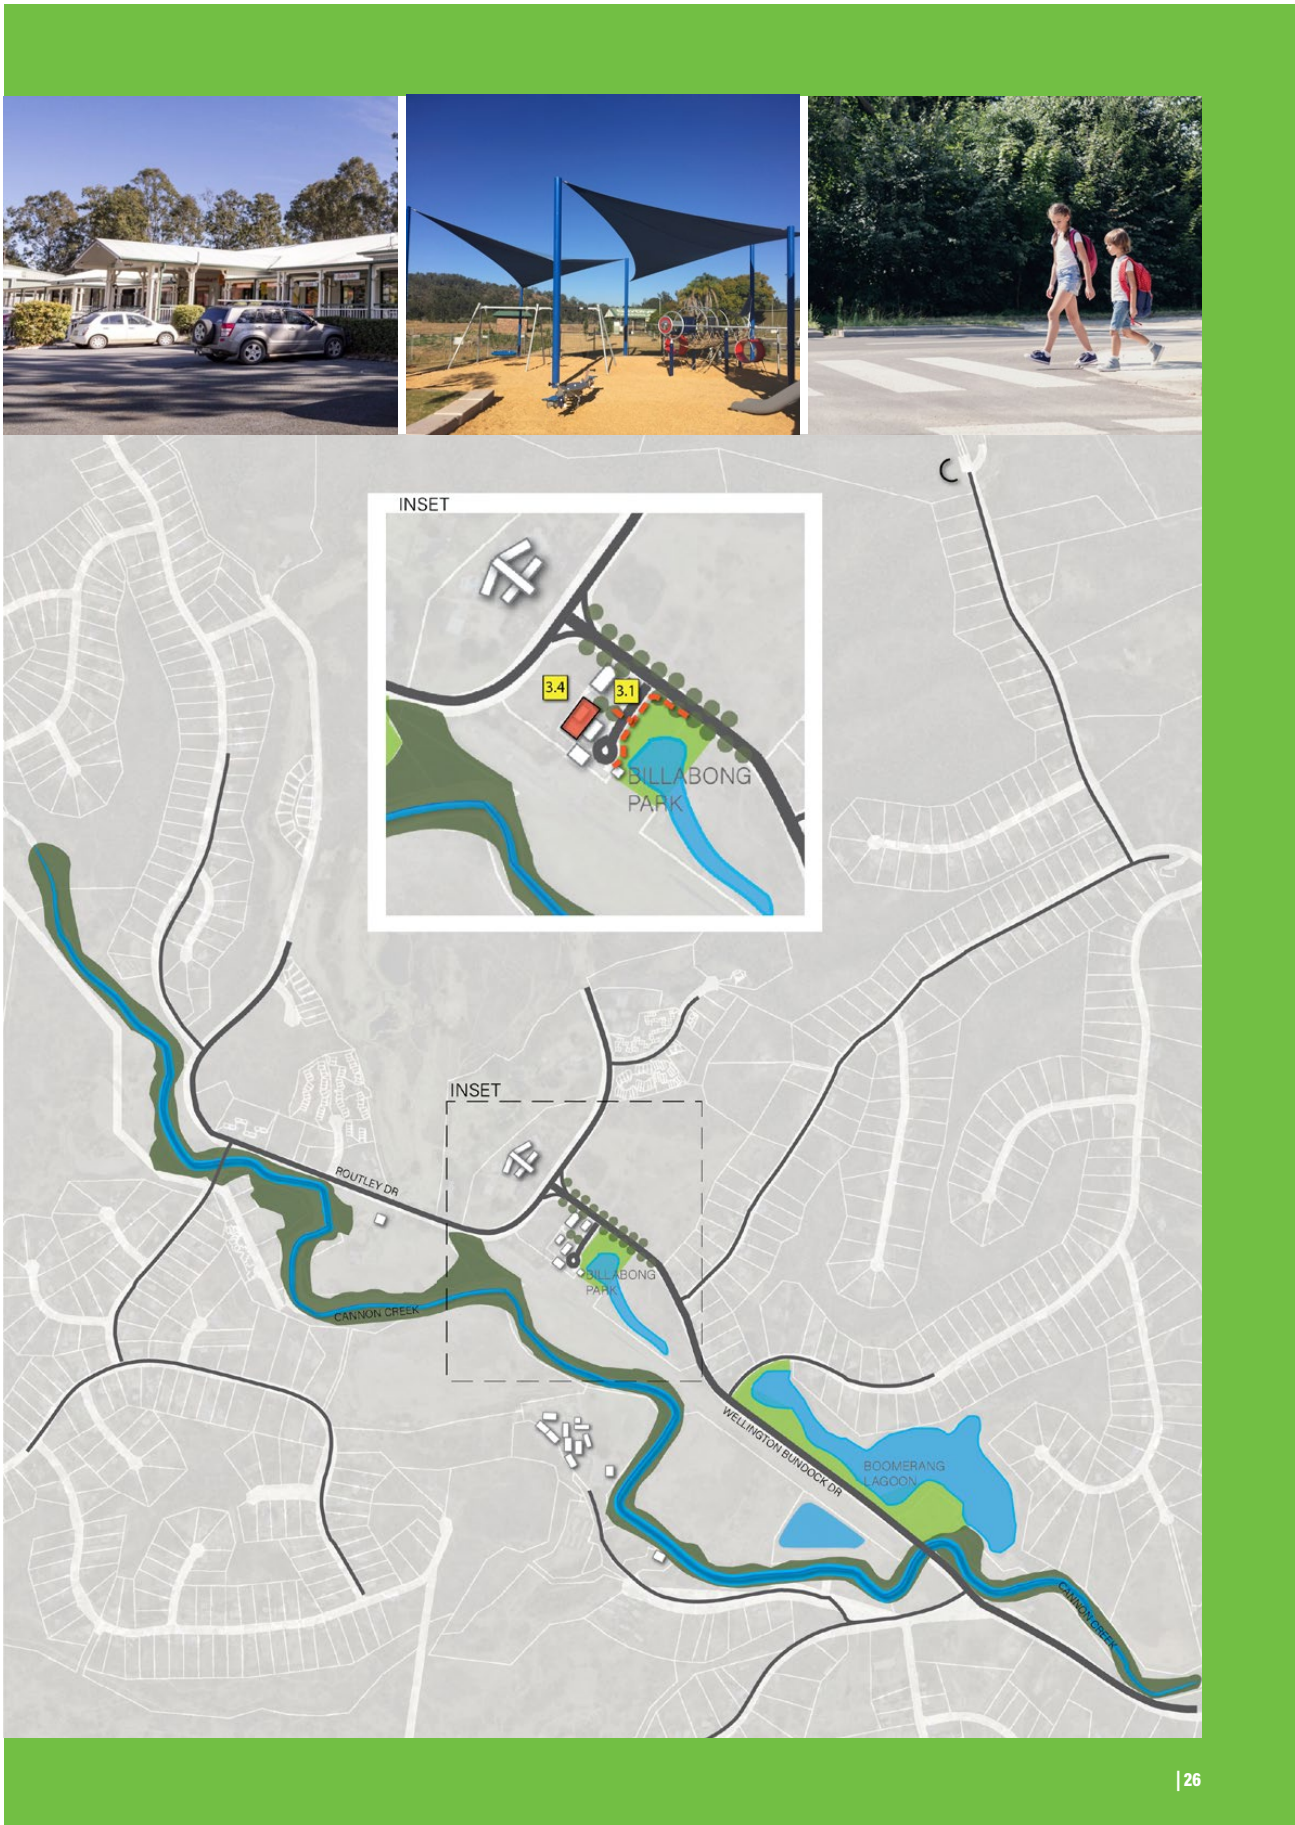 INSET
3.4
3.1
BILLABONG
PARK
INSET
ROUTLEY DR
CANNON CREEK
BILLABONG
PARK
WELLINGTON BUNDOCK DR
BOOMERANG
LAGOON
CANNON CREEK
26